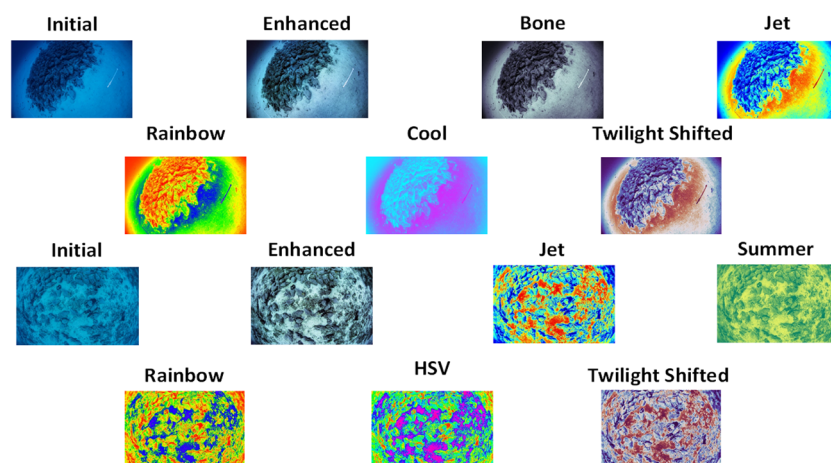 Initial Enhanced Bone Jet
Rainbow Cool Twilight Shifted
Initial Enhanced Jet Summer
Rainbow HSV Twilight Shifted